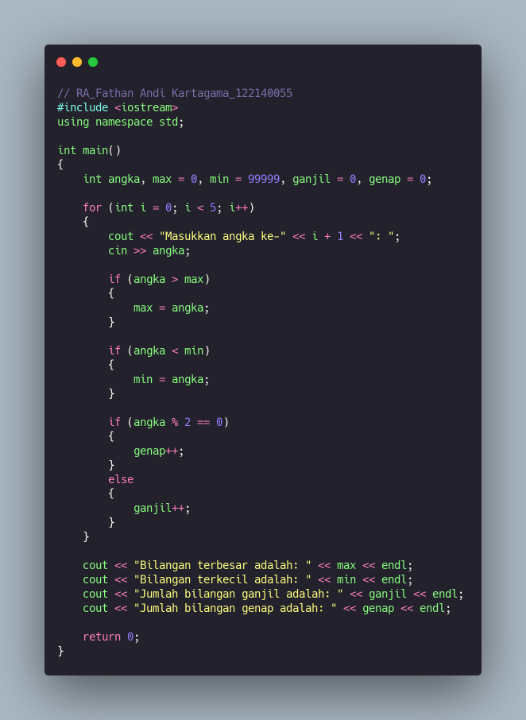 // RA_Fathan Andi Kartagama_122140055
#include <iostream>
using namespace std;

int main()
{
    int angka, max = 0, min = 99999, ganjil = 0, genap = 0;

    for (int i = 0; i < 5; i++)
    {
        cout << "Masukkan angka ke-" << i + 1 << ": ";
        cin >> angka;

        if (angka > max)
        {
            max = angka;
        }

        if (angka < min)
        {
            min = angka;
        }

        if (angka % 2 == 0)
        {
            genap++;
        }
        else
        {
            ganjil++;
        }
    }

    cout << "Bilangan terbesar adalah: " << max << endl;
    cout << "Bilangan terkecil adalah: " << min << endl;
    cout << "Jumlah bilangan ganjil adalah: " << ganjil << endl;
    cout << "Jumlah bilangan genap adalah: " << genap << endl;

    return 0;
}